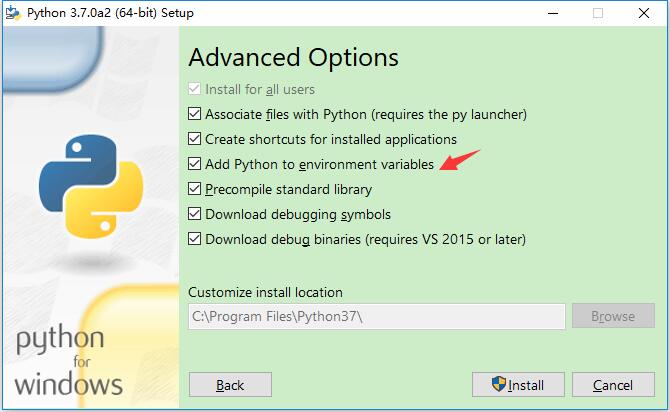 Python 3.7.0a2 (64-bit) Setup
Advanced Options
Install for all users
Associate files with Python (requires the py launcher)
Create shortcuts for installed applications
Add Python to environment variables
Precompile standard library
Download debugging symbols
Download debug binaries (requires VS 2015 or later)
Customize install location
C:\Program Files\Python37\
Browse
python
for
windows
Back
Install
Cancel